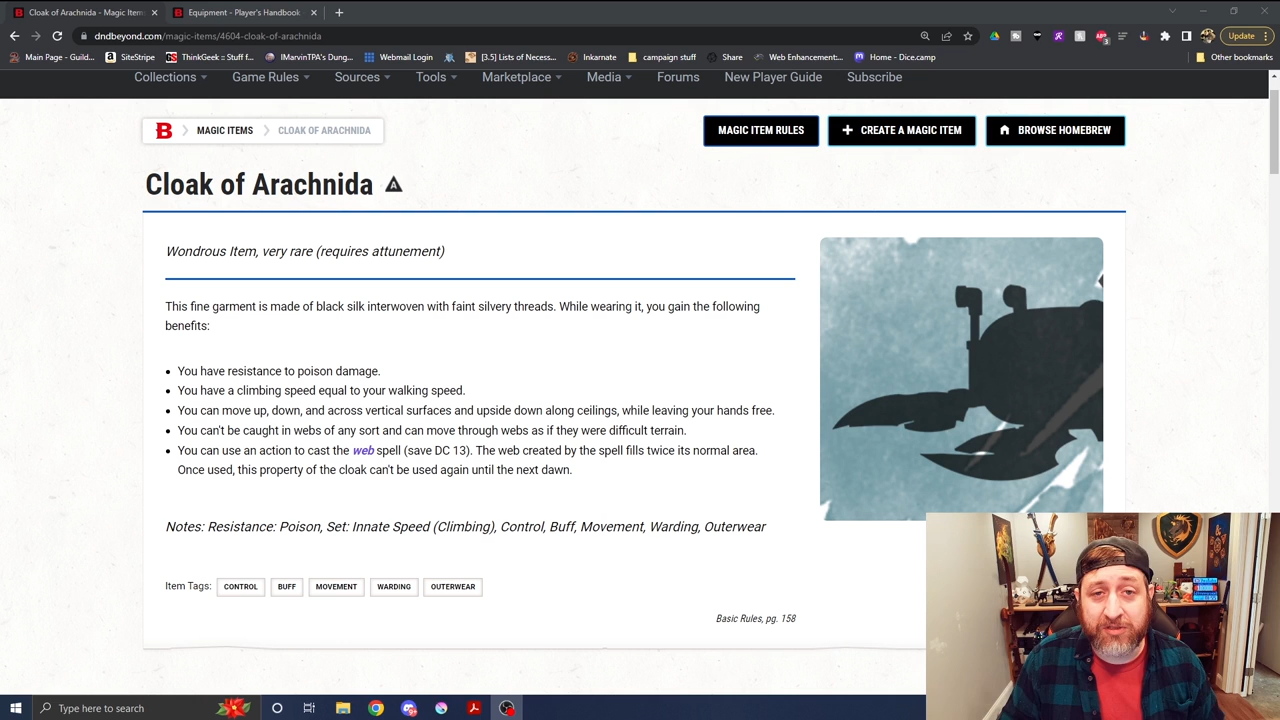 Cloak of Arachnida - Magic Item
Equipment - Player's Handbook
dndbeyond.com/magic-items/4604-cloak-of-arachnida
Update
Main Page - Guild...
SiteStripe
ThinkGeek :: Stuff f...
IMarvinTPA's Dung...
Webmail Login
[3.5] Lists of Necess...
Inkarnate
campaign stuff
Share
Web Enhancement:...
Home - Dice.camp
Other bookmarks
Collections Game Rules Sources Tools Marketplace Media Forums New Player Guide Subscribe
MAGIC ITEMS CLOAK OF ARACHNIDA
MAGIC ITEM RULES
CREATE A MAGIC ITEM
BROWSE HOMEBREW
Cloak of Arachnida
Wondrous Item, very rare (requires attunement)
This fine garment is made of black silk interwoven with faint silvery threads. While wearing it, you gain the following
benefits:
• You have resistance to poison damage.
• You have a climbing speed equal to your walking speed.
• You can move up, down, and across vertical surfaces and upside down along ceilings, while leaving your hands free.
• You can't be caught in webs of any sort and can move through webs as if they were difficult terrain.
• You can use an action to cast the web spell (save DC 13). The web created by the spell fills twice its normal area.
Once used, this property of the cloak can't be used again until the next dawn.
Notes: Resistance: Poison, Set: Innate Speed (Climbing), Control, Buff, Movement, Warding, Outerwear
Item Tags: CONTROL BUFF MOVEMENT WARDING OUTERWEAR
Basic Rules, pg. 158
Type here to search